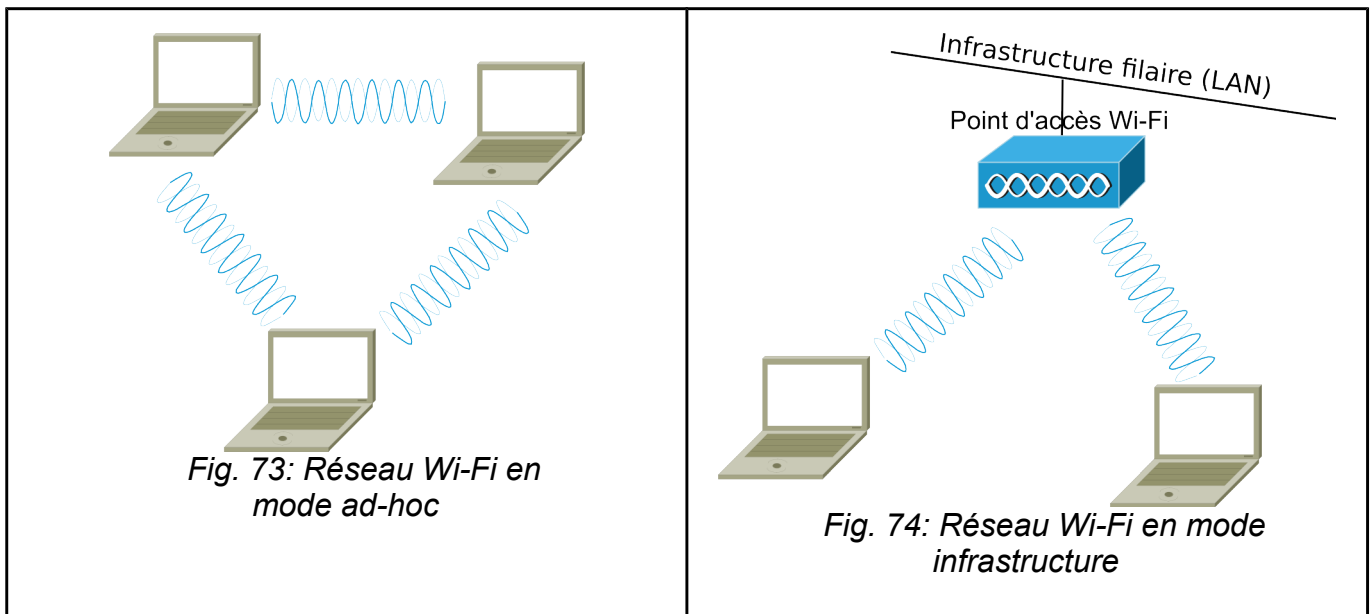 Fig. 73: Réseau Wi-Fi en
mode ad-hoc
Infrastructure filaire (LAN)
Point d'accès Wi-Fi
Fig. 74: Réseau Wi-Fi en mode
infrastructure